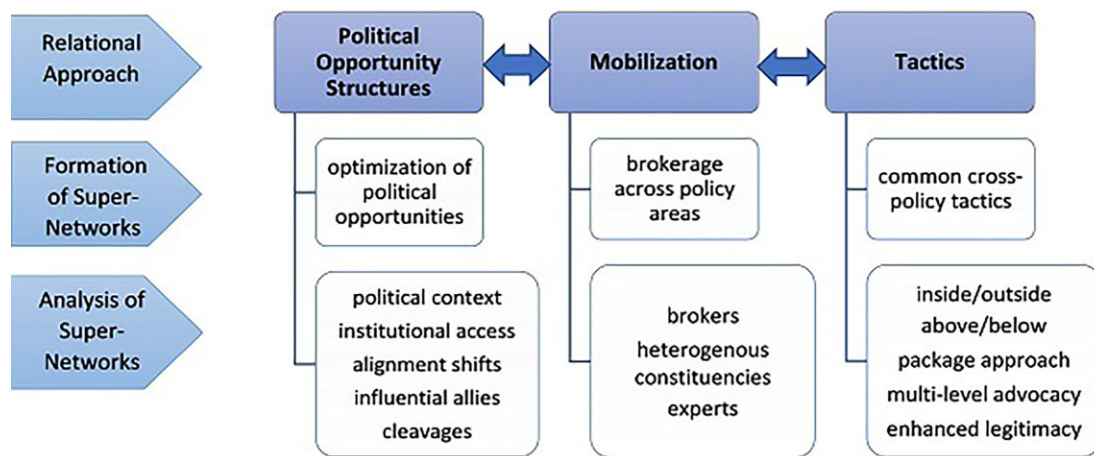 Relational
Approach
Political
Opportunity
Structures
Mobilization
Tactics
Formation
of Super-
Networks
optimization of
political
opportunities
brokerage
across policy
areas
common cross-
policy tactics
Analysis of
Super-
Networks
political context
institutional access
alignment shifts
influential allies
cleavages
brokers
heterogenous
constituencies
experts
inside/outside
above/below
package approach
multi-level advocacy
enhanced legitimacy